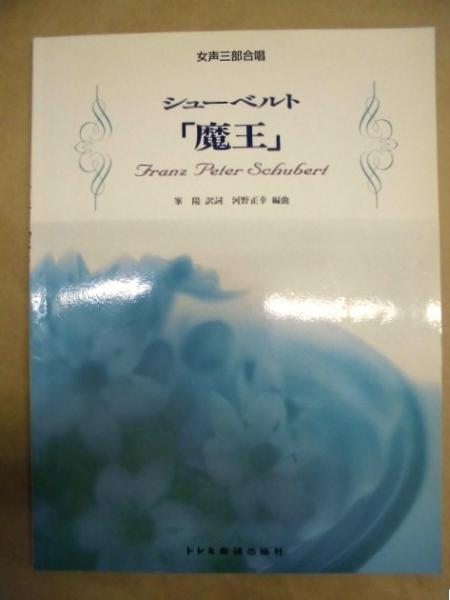 女声三部合唱
シューベルト
「魔王」
Franz Peter Schubert
峯 陽 訳詞 河野正幸 編曲
ドレミ楽譜出版社